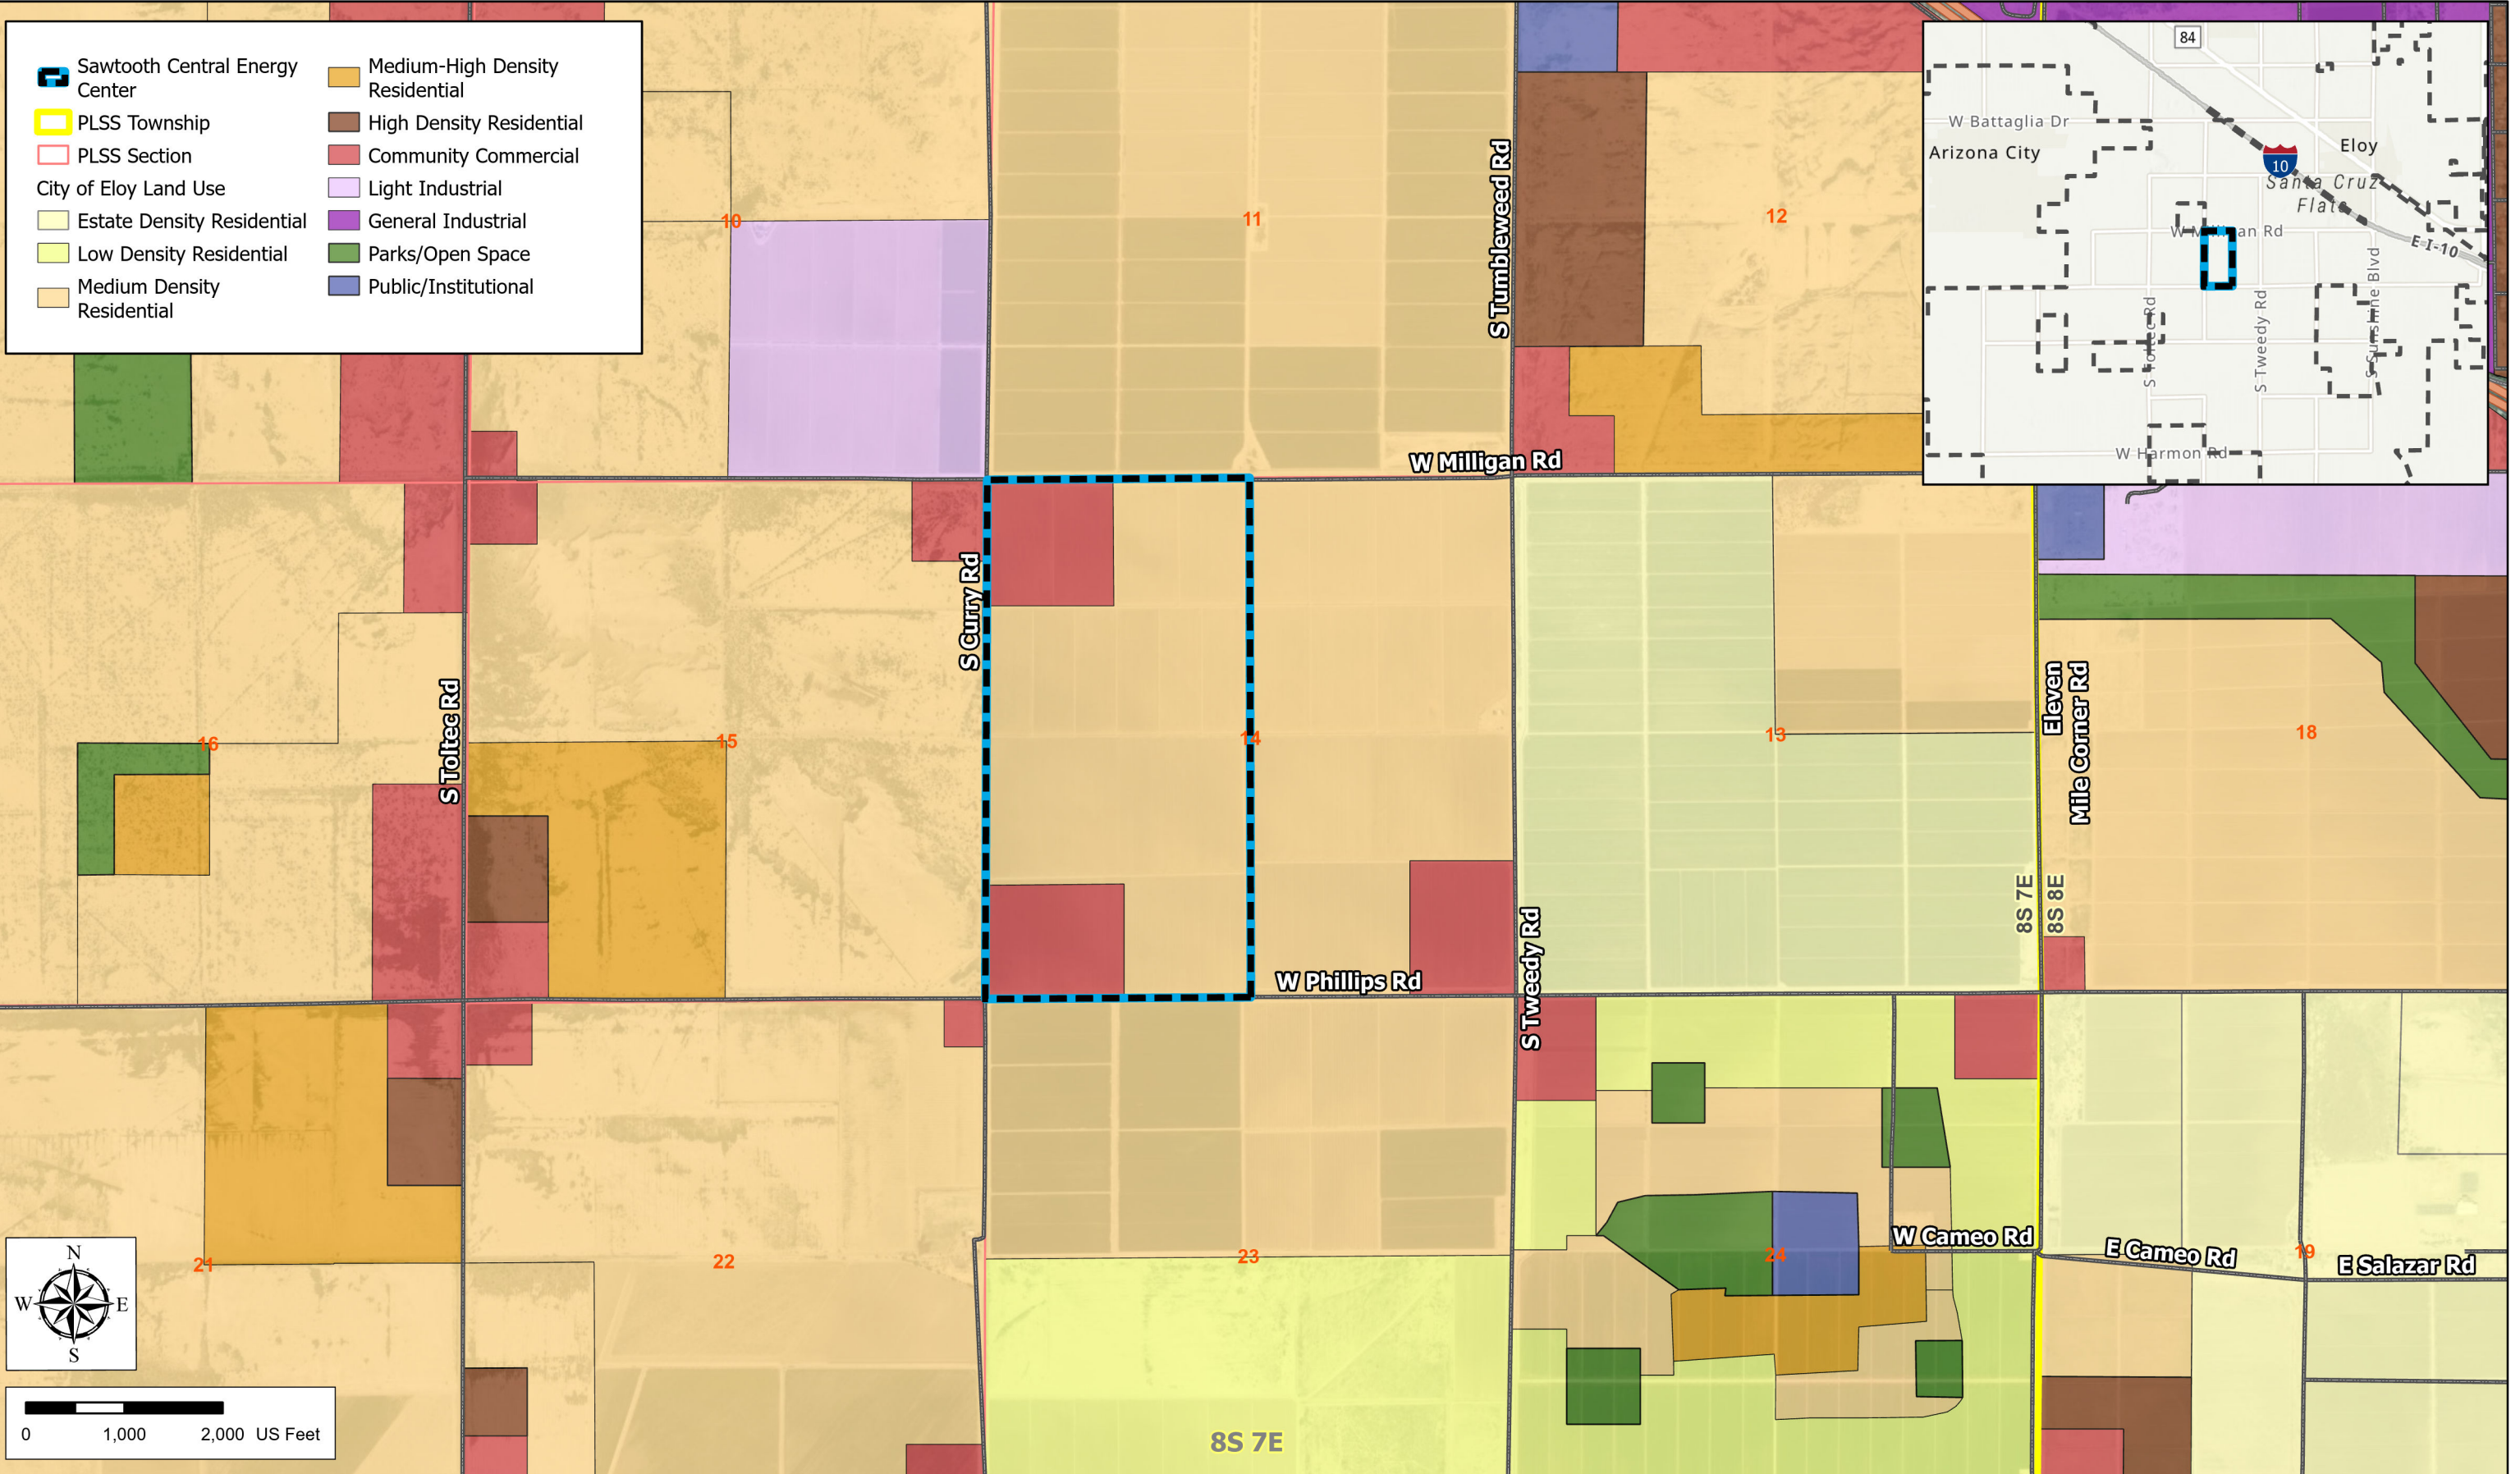 Sawtooth Central Energy
Center
PLSS Township
PLSS Section
City of Eloy Land Use
Estate Density Residential
Low Density Residential
Medium Density
Residential
Medium-High Density
Residential
High Density Residential
Community Commercial
Light Industrial
General Industrial
Parks/Open Space
Public/Institutional
84
W Battaglia Dr
Arizona City
Eloy
10
Santa Cruz
Flats
W Milligan Rd
E I-10
S Toltec Rd
S Tweedy Rd
S Sunshine Blvd
W Harmon Rd
10
11
12
S Tumbleweed Rd
W Milligan Rd
S Curry Rd
S Toltec Rd
16
15
14
13
18
Eleven
Mile Corner Rd
8S 7E
8S 8E
W Phillips Rd
S Tweedy Rd
21
22
23
24
19
W Cameo Rd
E Cameo Rd
E Salazar Rd
8S 7E
N
W
E
S
0
1,000
2,000
US Feet